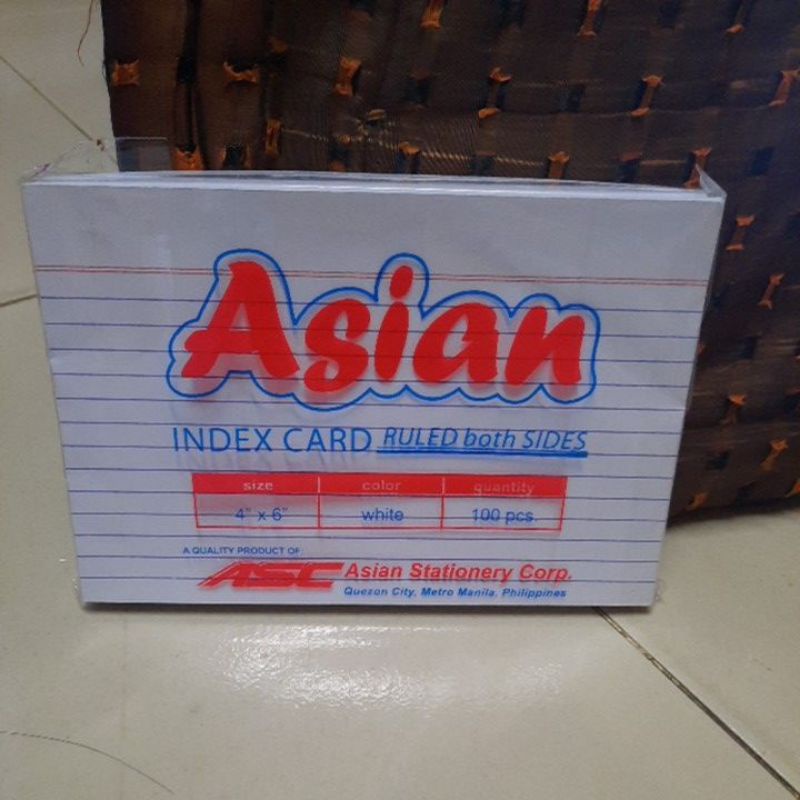 Asian
INDEX CARD RULED both SIDES
size color quantity
4" x 6" white 100 pcs.
A QUALITY PRODUCT OF:
ASC Asian Stationery Corp.
Quezon City, Metro Manila, Philippines